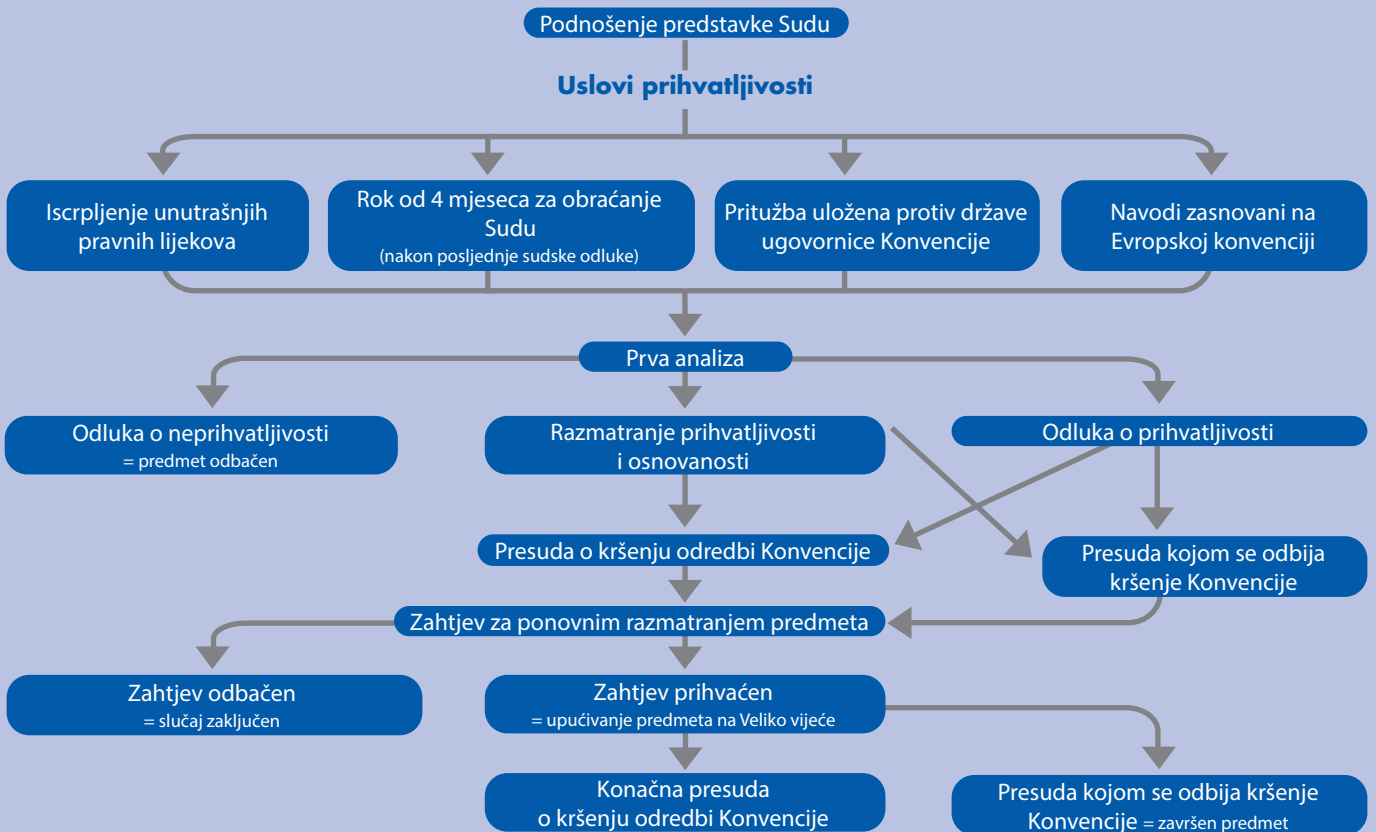 Podnošenje predstavke Sudu
Uslovi prihvatljivosti
Iscrpljenje unutrašnjih
pravnih lijekova
Rok od 4 mjeseca za obraćanje
Sudu
(nakon posljednje sudske odluke)
Pritužba uložena protiv države
ugovornice Konvencije
Navodi zasnovani na
Evropskoj konvenciji
Prva analiza
Odluka o neprihvatljivosti
= predmet odbačen
Razmatranje prihvatljivosti
i osnovanosti
Odluka o prihvatljivosti
Presuda o kršenju odredbi Konvencije
Presuda kojom se odbija
kršenje Konvencije
Zahtjev za ponovnim razmatranjem predmeta
Zahtjev odbačen
= slučaj zaključen
Zahtjev prihvaćen
= upućivanje predmeta na Veliko vijeće
Konačna presuda
o kršenju odredbi Konvencije
Presuda kojom se odbija kršenje
Konvencije = završen predmet